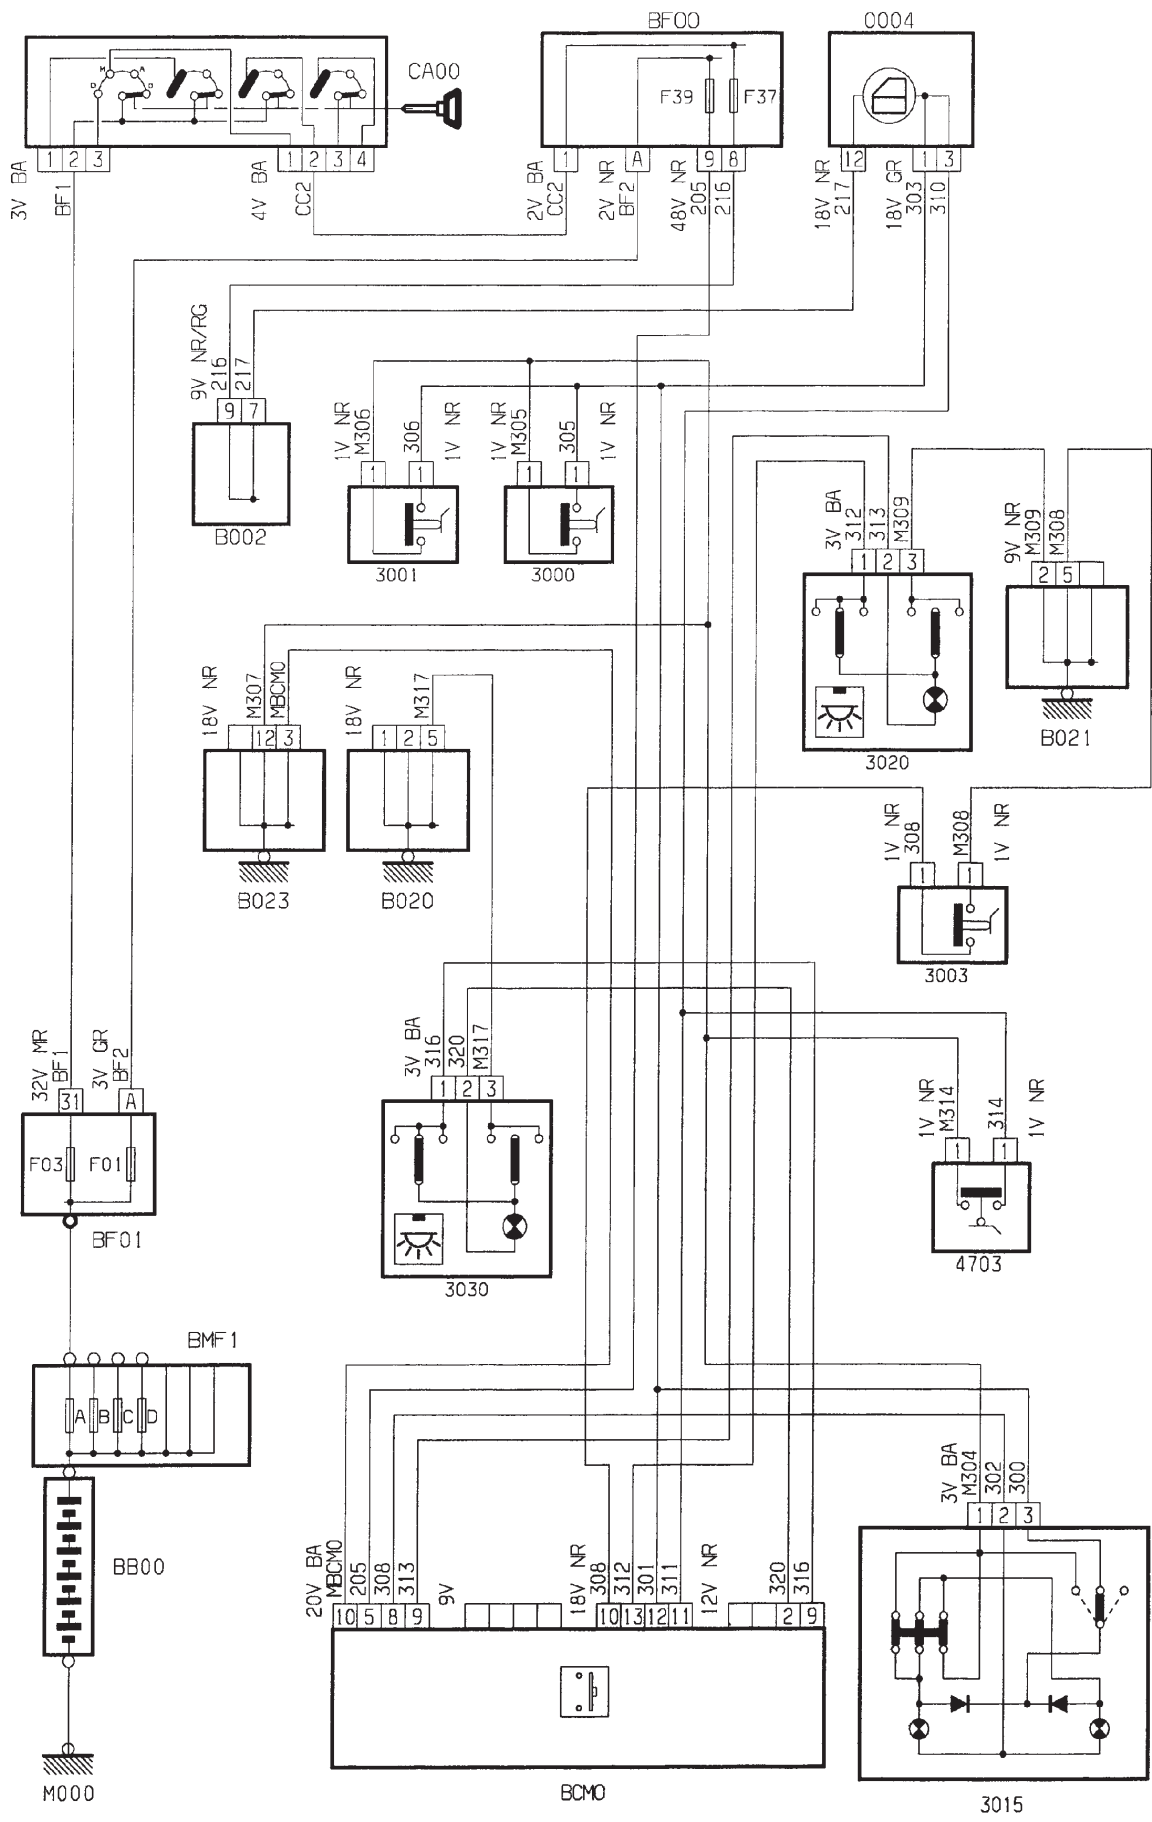 CA00
M A
D D
1 2 3
1 2 3 4
3V BA
BF1
4V BA
CC2
BF00
F39 F37
1 A 9 8
2V BA
CC2
2V NR
BF2
48V NR
205
216
0004
12 1 3
18V NR
217
18V GR
303
310
9V NR/RG
216
217
9 7
B002
1V NR
M306
306
1V NR
1 1
3001
1V NR
M305
305
1V NR
1 1
3000
3V BA
312
313
M309
1 2 3
3020
9V NR
M309
M308
2 5
B021
18V NR
M307
MBCMO
12 3
B023
18V NR
M317
1 2 5
B020
1V NR
308
M308
1V NR
1 1
3003
32V MR
BF1
3V GR
BF2
31 A
F03 F01
BF01
3V BA
316
320
M317
1 2 3
3030
1V NR
M314
314
1V NR
1 1
4703
BMF1
A B C D
BB00
M000
20V BA
MBCMO
205
308
313
9V
10 5 8 9
18V NR
308
312
301
311
10 13 12 11
12V NR
320
316
2 9
BCMO
3V BA
M304
302
300
1 2 3
3015